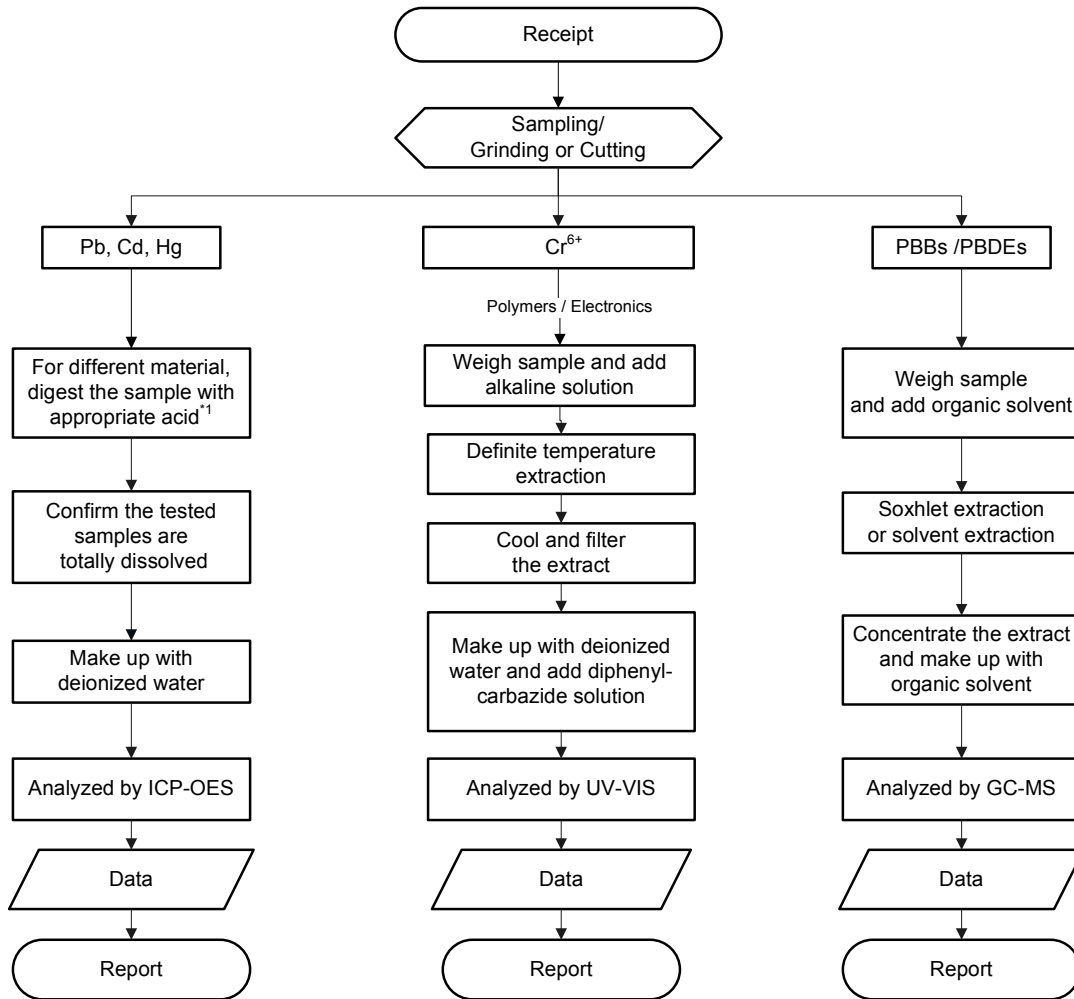 Receipt
Sampling/
Grinding or Cutting
Pb, Cd, Hg
For different material,
digest the sample with
appropriate acid*1
Confirm the tested
samples are
totally dissolved
Make up with
deionized water
Analyzed by ICP-OES
Data
Report
Cr6+
Polymers / Electronics
Weigh sample and add
alkaline solution
Definite temperature
extraction
Cool and filter
the extract
Make up with deionized
water and add diphenyl-
carbazide solution
Analyzed by UV-VIS
Data
Report
PBBs /PBDEs
Weigh sample
and add organic solvent
Soxhlet extraction
or solvent extraction
Concentrate the extract
and make up with
organic solvent
Analyzed by GC-MS
Data
Report